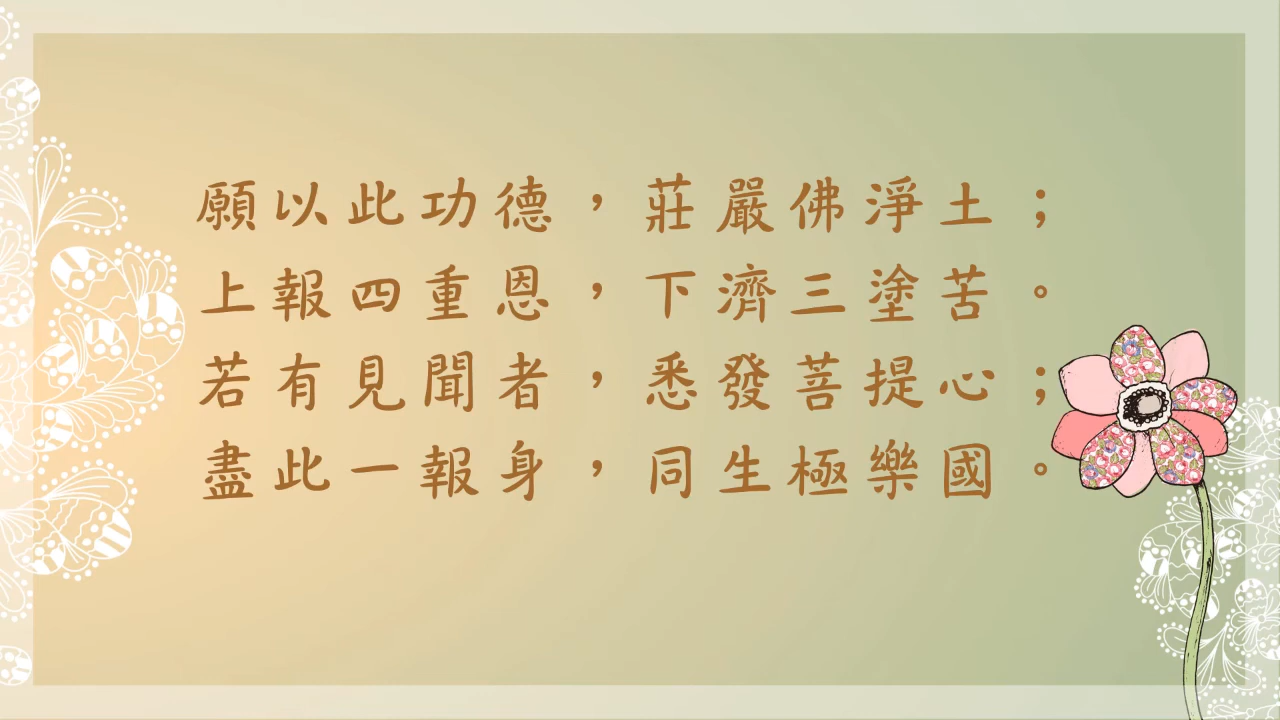 願以此功德，莊嚴佛淨土；
上報四重恩，下濟三塗苦。
若有見聞者，悉發菩提心；
盡此一報身，同生極樂國。